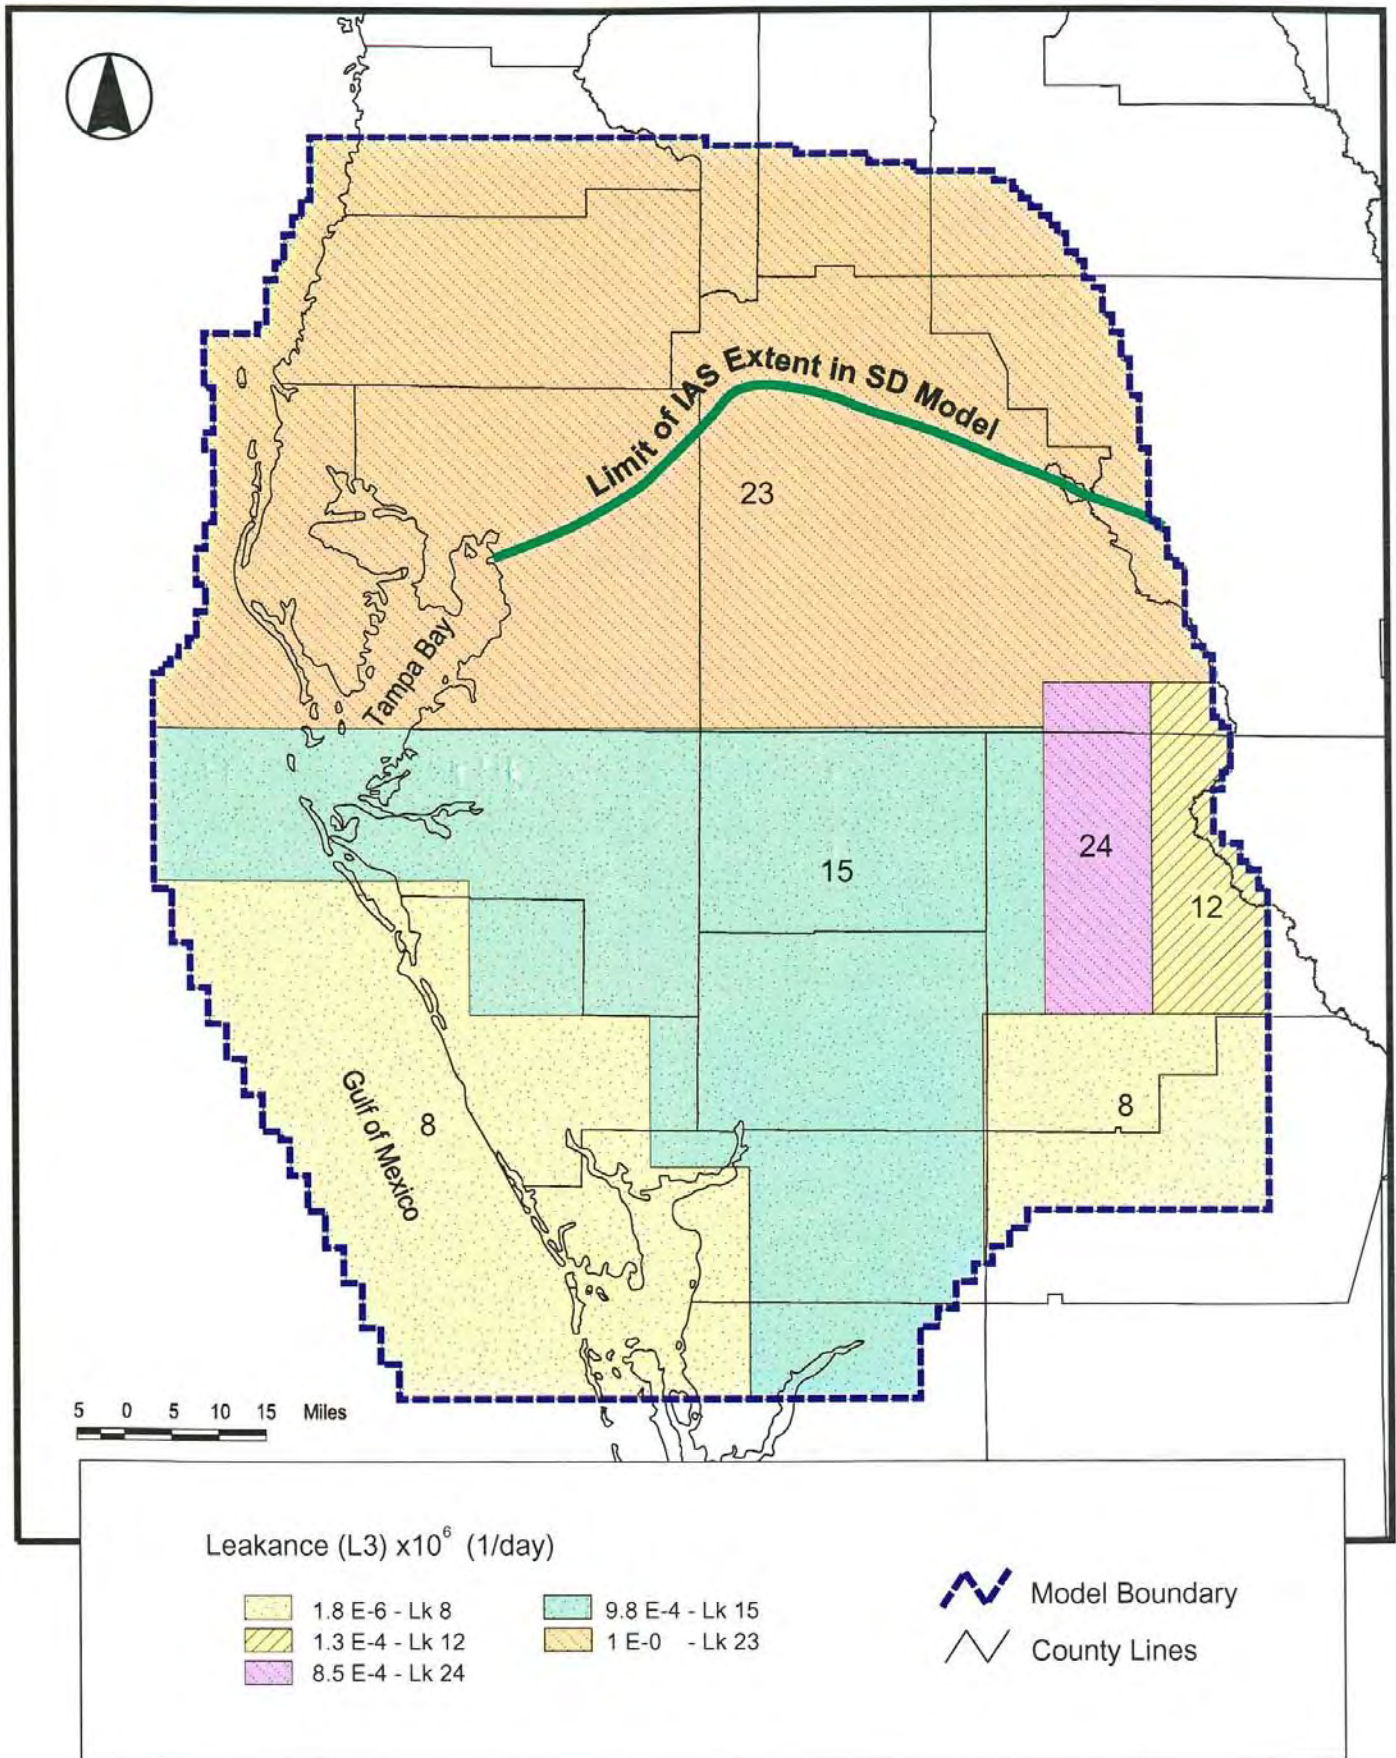 Limit of IAS Extent in SD Model
23
Tampa Bay
24
15
12
8
8
Gulf of Mexico
5 0 5 10 15 Miles
Leakance (L3) x10^6 (1/day)
1.8 E-6 - Lk 8
1.3 E-4 - Lk 12
8.5 E-4 - Lk 24
9.8 E-4 - Lk 15
1 E-0 - Lk 23
Model Boundary
County Lines